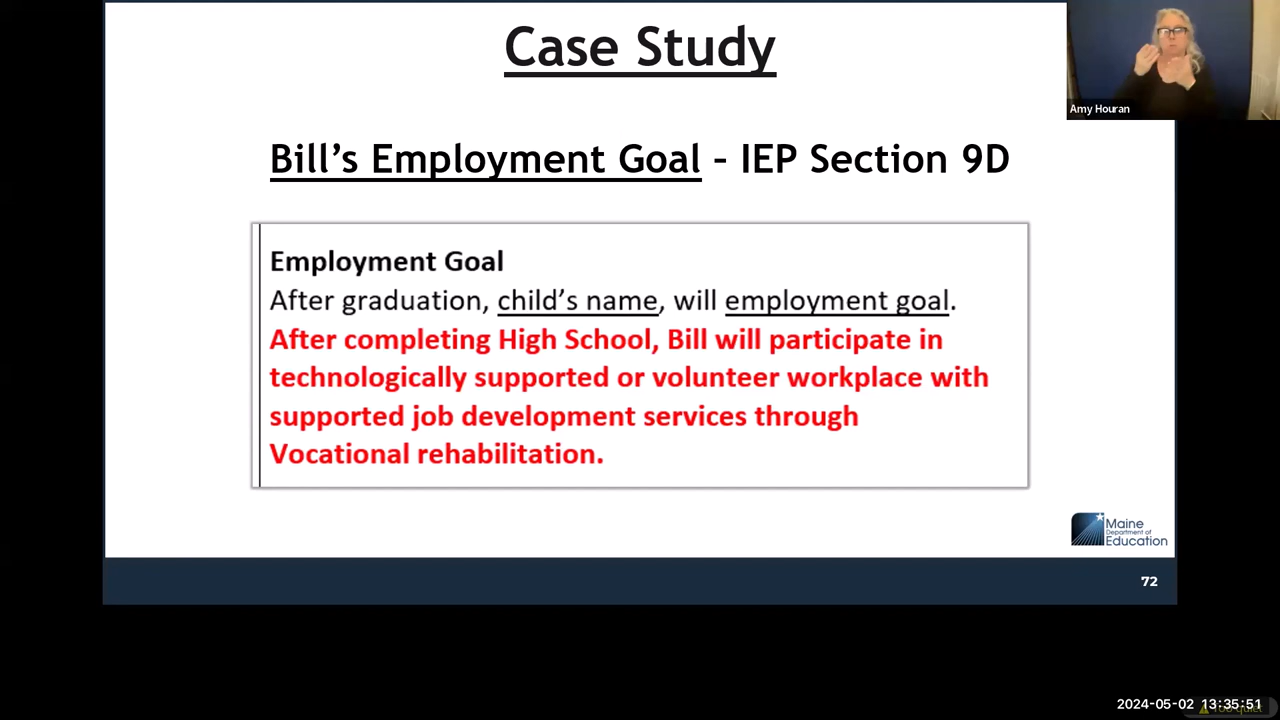 Case Study
Amy Houran
Bill’s Employment Goal – IEP Section 9D
Employment Goal
After graduation, child’s name, will employment goal.
After completing High School, Bill will participate in
technologically supported or volunteer workplace with
supported job development services through
Vocational rehabilitation.
Maine
Department of
Education
72
2024-05-02 13:35:51